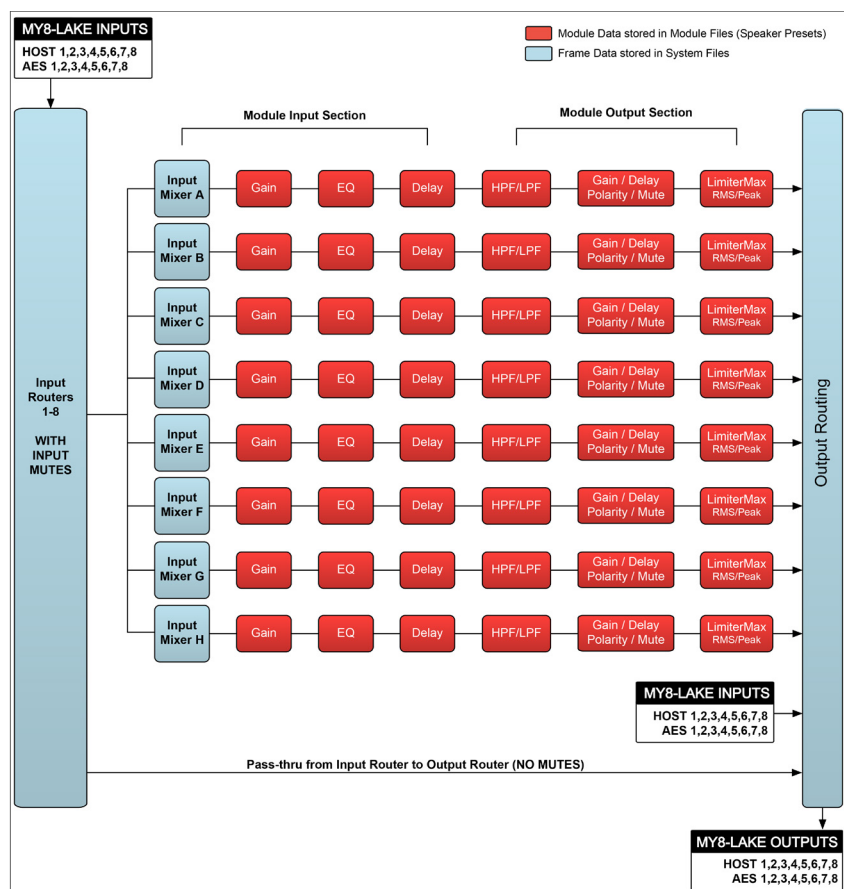 MY8-LAKE INPUTS
HOST 1,2,3,4,5,6,7,8
AES 1,2,3,4,5,6,7,8
Module Data stored in Module Files (Speaker Presets)
Frame Data stored in System Files
Module Input Section
Module Output Section
Input
Routers
1-8
WITH
INPUT
MUTES
Input
Mixer A
Gain
EQ
Delay
HPF/LPF
Gain / Delay
Polarity / Mute
LimiterMax
RMS/Peak
Input
Mixer B
Gain
EQ
Delay
HPF/LPF
Gain / Delay
Polarity / Mute
LimiterMax
RMS/Peak
Input
Mixer C
Gain
EQ
Delay
HPF/LPF
Gain / Delay
Polarity / Mute
LimiterMax
RMS/Peak
Input
Mixer D
Gain
EQ
Delay
HPF/LPF
Gain / Delay
Polarity / Mute
LimiterMax
RMS/Peak
Input
Mixer E
Gain
EQ
Delay
HPF/LPF
Gain / Delay
Polarity / Mute
LimiterMax
RMS/Peak
Input
Mixer F
Gain
EQ
Delay
HPF/LPF
Gain / Delay
Polarity / Mute
LimiterMax
RMS/Peak
Input
Mixer G
Gain
EQ
Delay
HPF/LPF
Gain / Delay
Polarity / Mute
LimiterMax
RMS/Peak
Input
Mixer H
Gain
EQ
Delay
HPF/LPF
Gain / Delay
Polarity / Mute
LimiterMax
RMS/Peak
Output Routing
MY8-LAKE INPUTS
HOST 1,2,3,4,5,6,7,8
AES 1,2,3,4,5,6,7,8
Pass-thru from Input Router to Output Router (NO MUTES)
MY8-LAKE OUTPUTS
HOST 1,2,3,4,5,6,7,8
AES 1,2,3,4,5,6,7,8